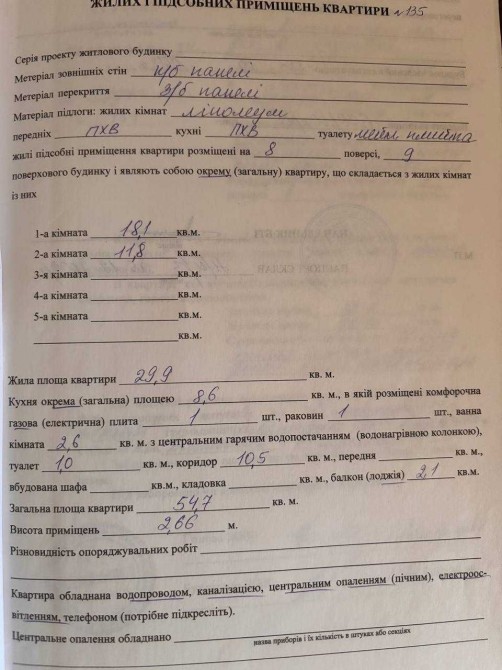 ЖИЛИХ І ПІДСОБНИХ ПРИМІЩЕНЬ КВАРТИРИ №135
Серія проекту житлового будинку
Метеріал зовнішніх стін к/б панелі
Метеріал перекриття з/б панелі
Матеріал підлоги: жилих кімнат лінолеум
передніх ПХВ кухні ПХВ туалету метл плитка
жилі підсобні приміщення квартири розміщені на 8 поверсі, 9
поверхового будинку і являють собою окрему (загальну) квартиру, що складається з жилих кімнат
із них
1-а кімната 18,1 кв.м.
2-а кімната 11,8 кв.м.
3-я кімната кв.м.
4-а кімната кв.м.
5-а кімната кв.м.
кв.м.
Жила площа квартири 29,9 кв. м.
Кухня окрема (загальна) площею 8,6 кв. м., в якій розміщені комфорочна
газова (електрична) плита 1 шт., раковин 1 шт., ванна
кімната 2,6 кв. м. з центральним гарячим водопостачанням (водонагрівною колонкою),
туалет 1,0 кв. м., коридор 10,5 кв. м., передня кв. м.,
вбудована шафа кв.м., кладовка кв. м., балкон (лоджія) 2,1 кв.м.
Загальна площа квартири 54,7 кв. м.
Висота приміщень 2,66 м.
Різновидність опоряджувальних робіт
Квартира обладнана водопроводом, каналізацією, центральним опаленням (пічним), електроос-
вітленням, телефоном (потрібне підкресліть).
Центральне опалення обладнано
назва приборів і їх кількість в штуках або секціях